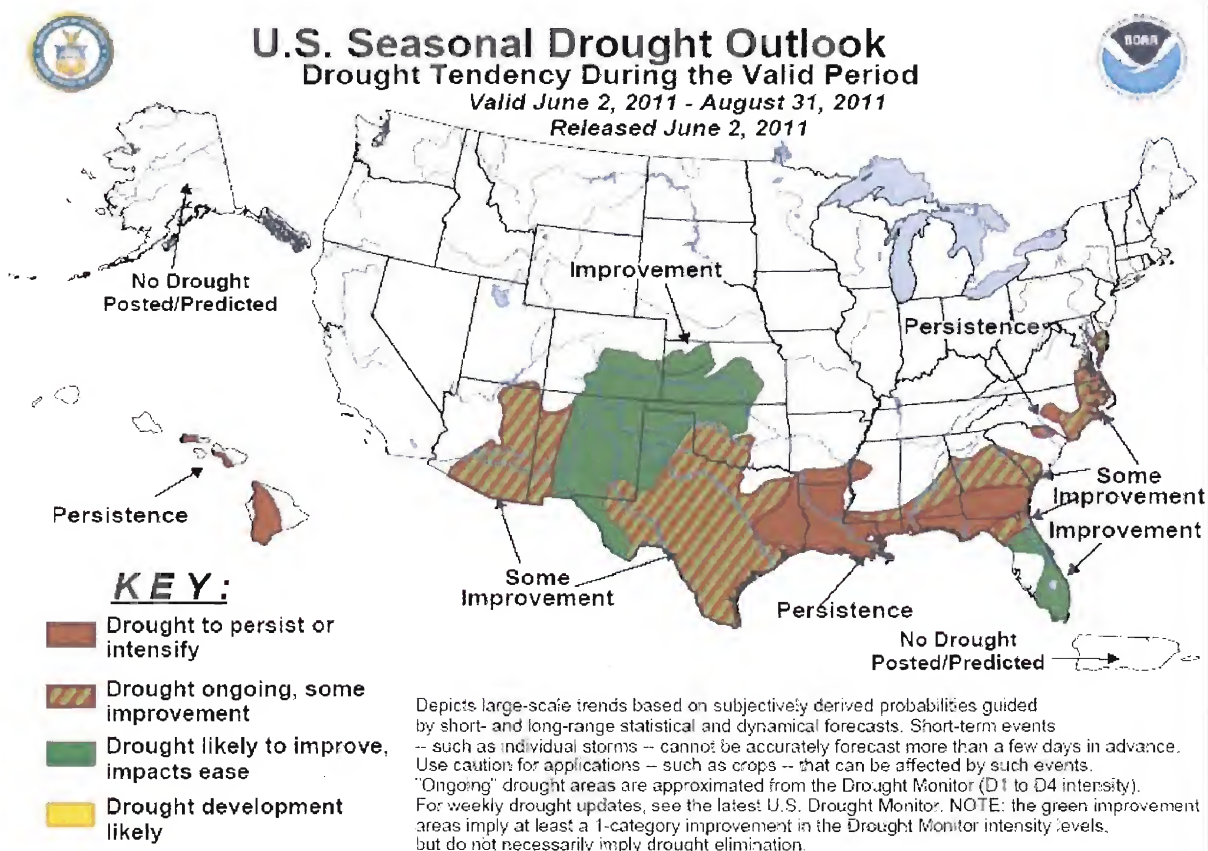 U.S. Seasonal Drought Outlook
Drought Tendency During the Valid Period
Valid June 2, 2011 - August 31, 2011
Released June 2, 2011
NOAA
No Drought
Posted/Predicted
Improvement
Persistence
Persistence
Some
Improvement
Improvement
Some
Improvement
Persistence
No Drought
Posted/Predicted
KEY:
Drought to persist or
intensify
Drought ongoing, some
improvement
Drought likely to improve,
impacts ease
Drought development
likely
Depicts large-scale trends based on subjectively derived probabilities guided
by short- and long-range statistical and dynamical forecasts. Short-term events
-- such as individual storms -- cannot be accurately forecast more than a few days in advance.
Use caution for applications -- such as crops -- that can be affected by such events.
"Ongoing" drought areas are approximated from the Drought Monitor (D1 to D4 intensity).
For weekly drought updates, see the latest U.S. Drought Monitor. NOTE: the green improvement
areas imply at least a 1-category improvement in the Drought Monitor intensity levels,
but do not necessarily imply drought elimination.